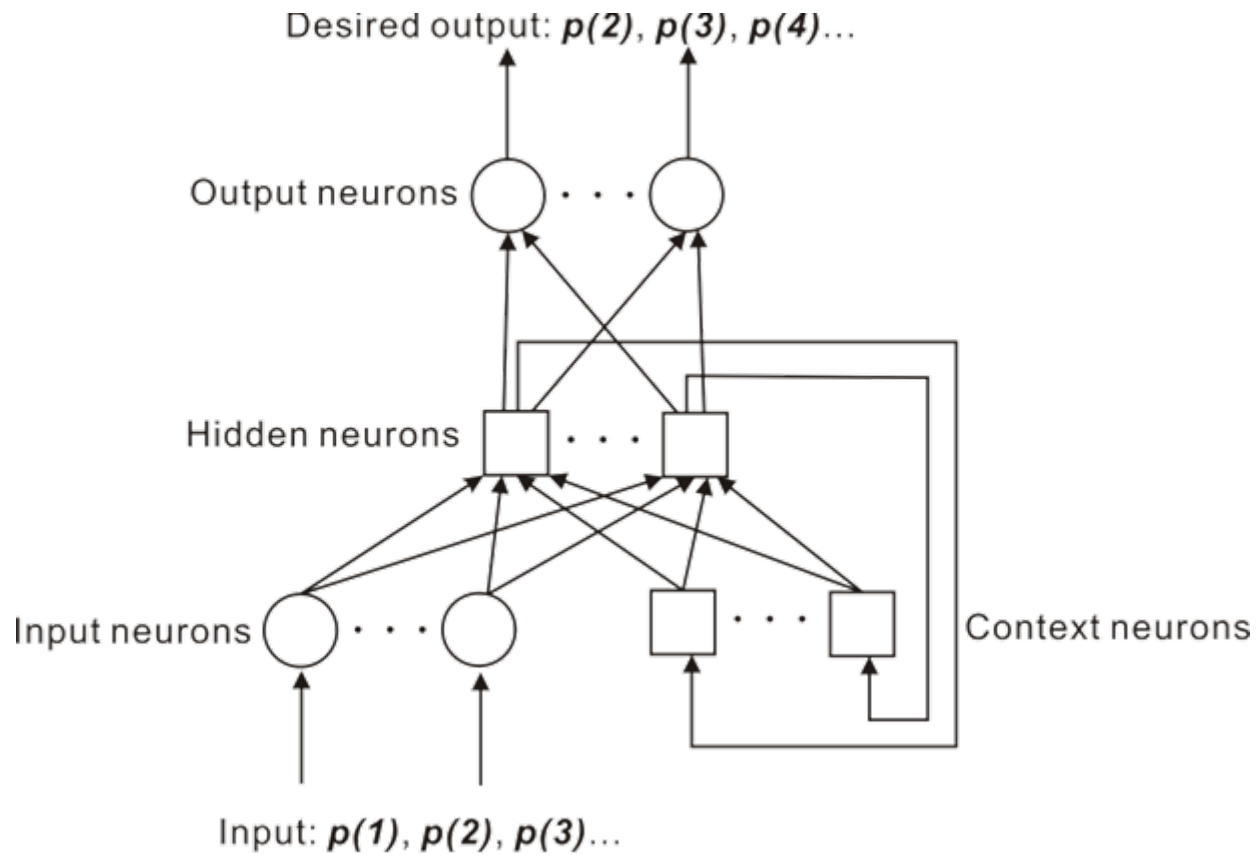 Desired output: p(2), p(3), p(4)...
Output neurons
Hidden neurons
Input neurons
Context neurons
Input: p(1), p(2), p(3)...